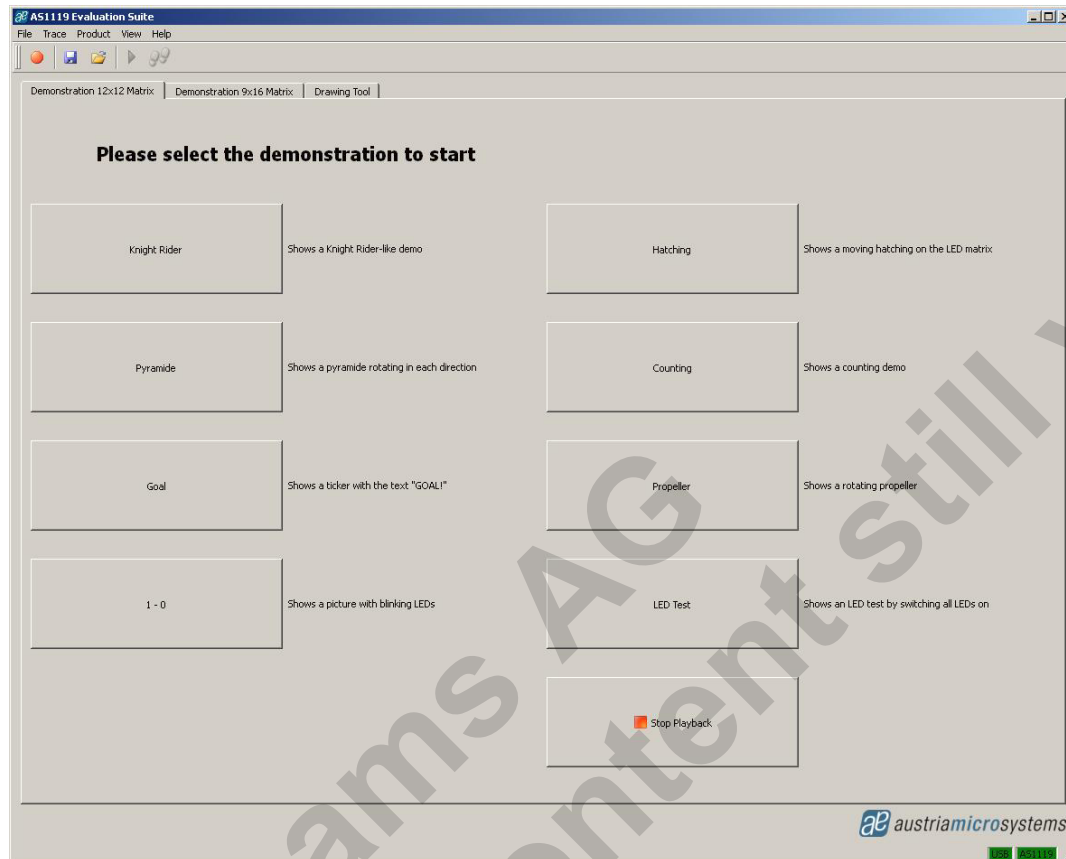 AS1119 Evaluation Suite
File Trace Product View Help
Demonstration 12x12 Matrix Demonstration 9x16 Matrix Drawing Tool
Please select the demonstration to start
Knight Rider Shows a Knight Rider-like demo Hatching Shows a moving hatching on the LED matrix
Pyramide Shows a pyramide rotating in each direction Counting Shows a counting demo
Goal Shows a ticker with the text "GOAL!" Propeller Shows a rotating propeller
1 - 0 Shows a picture with blinking LEDs LED Test Shows an LED test by switching all LEDs on
Stop Playback
austriamicrosystems
USB AS1119
ams AG
still